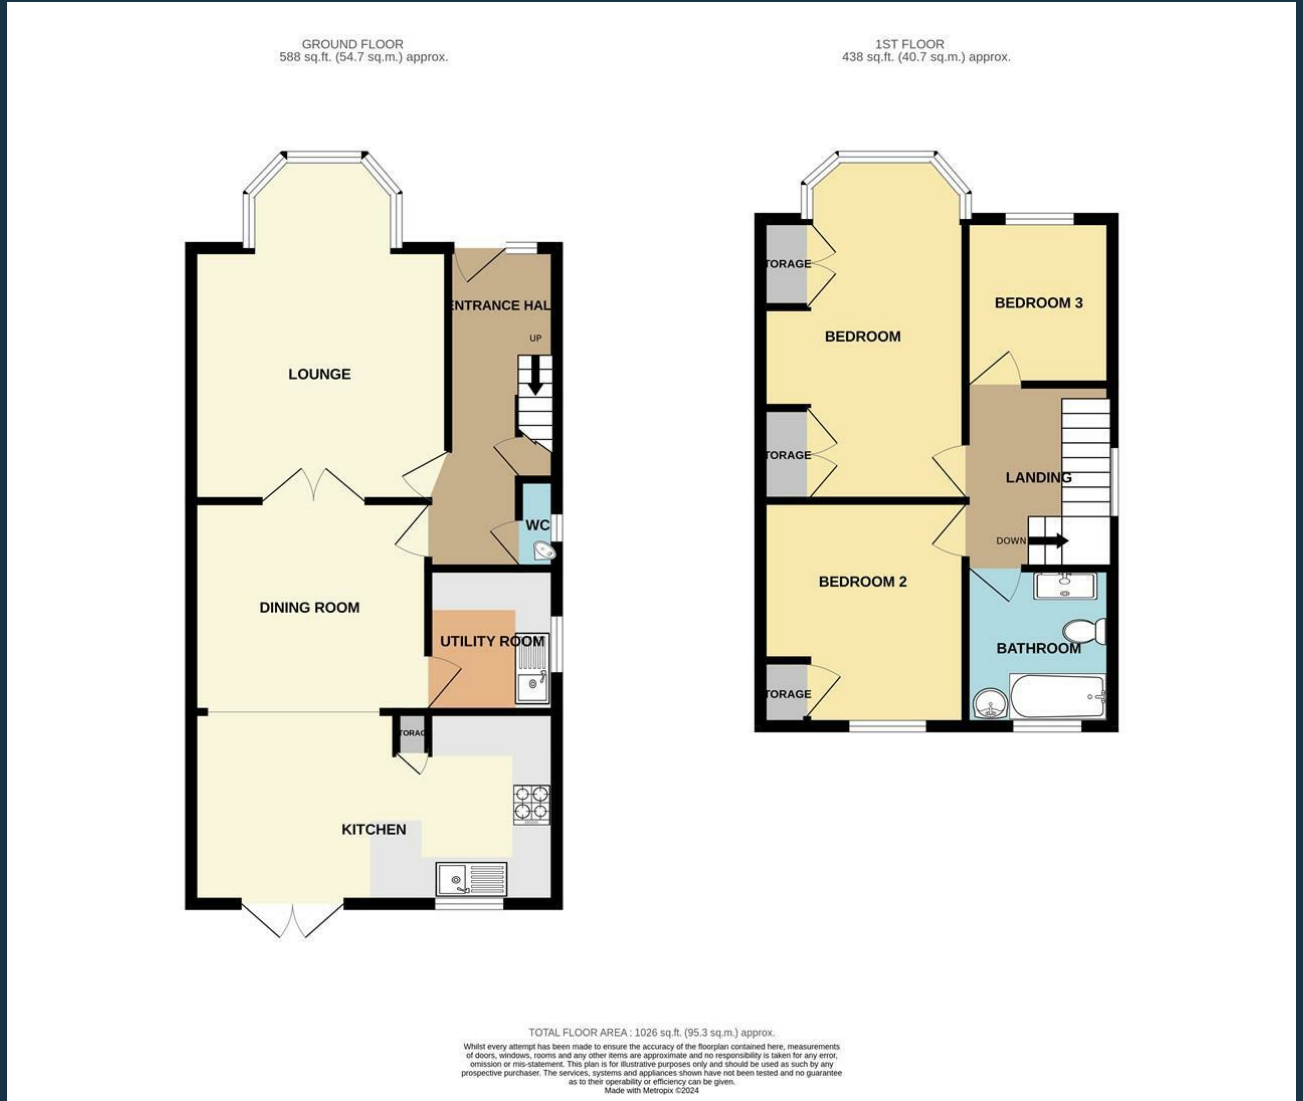 GROUND FLOOR
588 sq.ft. (54.7 sq.m.) approx.
1ST FLOOR
438 sq.ft. (40.7 sq.m.) approx.
ENTRANCE HAL
UP
LOUNGE
WC
DINING ROOM
UTILITY ROOM
TORAG
KITCHEN
TORAGE
BEDROOM 3
BEDROOM
TORAGE
LANDING
DOWN
BEDROOM 2
BATHROOM
TORAGE
TOTAL FLOOR AREA : 1026 sq.ft. (95.3 sq.m.) approx.
Whilst every attempt has been made to ensure the accuracy of the floorplan contained here, measurements
of doors, windows, rooms and any other items are approximate and no responsibility is taken for any error,
omission or mis-statement. This plan is for illustrative purposes only and should be used as such by any
prospective purchaser. The services, systems and appliances shown have not been tested and no guarantee
as to their operability or efficiency can be given.
Made with Metropix ©2024